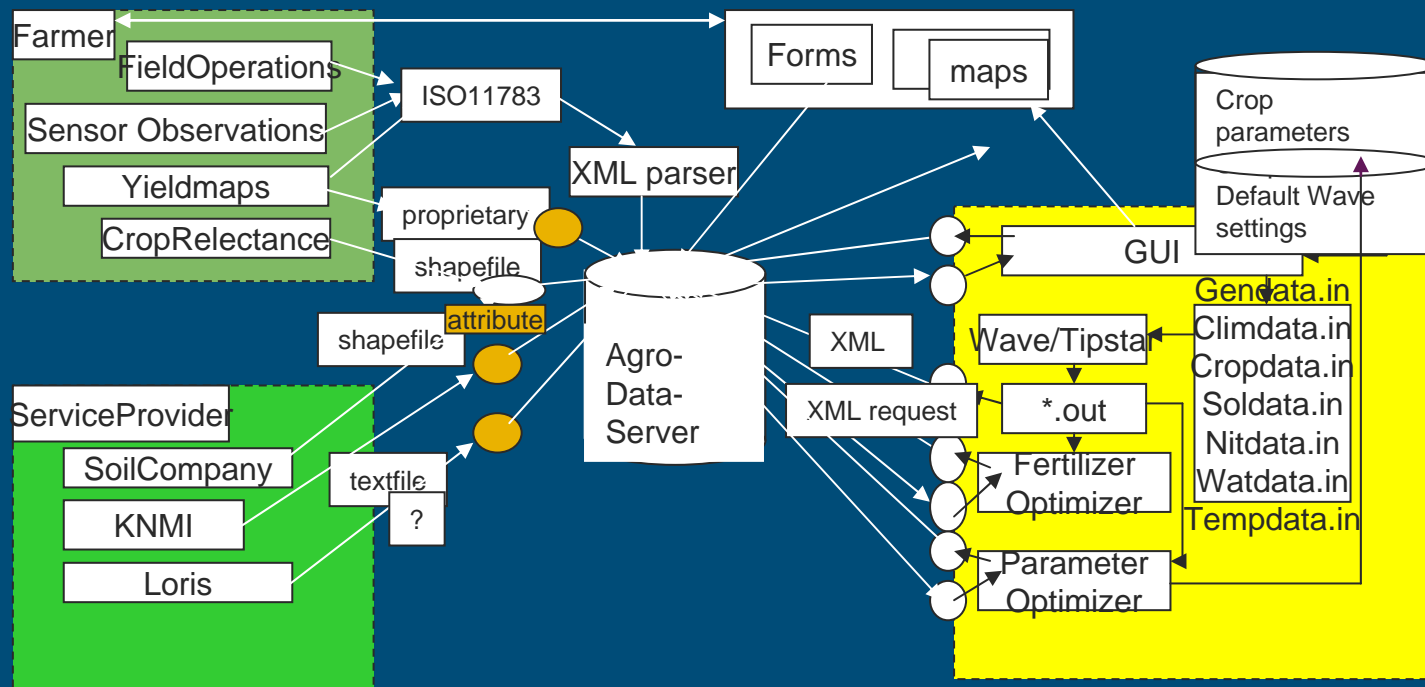 Farmer
FieldOperations
Sensor Observations
Yieldmaps
CropRelectance
ISO11783
XML parser
proprietary
shapefile
attribute
shapefile
ServiceProvider
SoilCompany
KNMI
Loris
textfile
?
Agro-
Data-
Server
Forms
maps
Crop
parameters
Default Wave
settings
GUI
XML
XML request
Wave/Tipstar
*.out
Fertilizer
Optimizer
Parameter
Optimizer
Gendata.in
Climdata.in
Cropdata.in
Soldata.in
Nitdata.in
Watdata.in
Tempdata.in